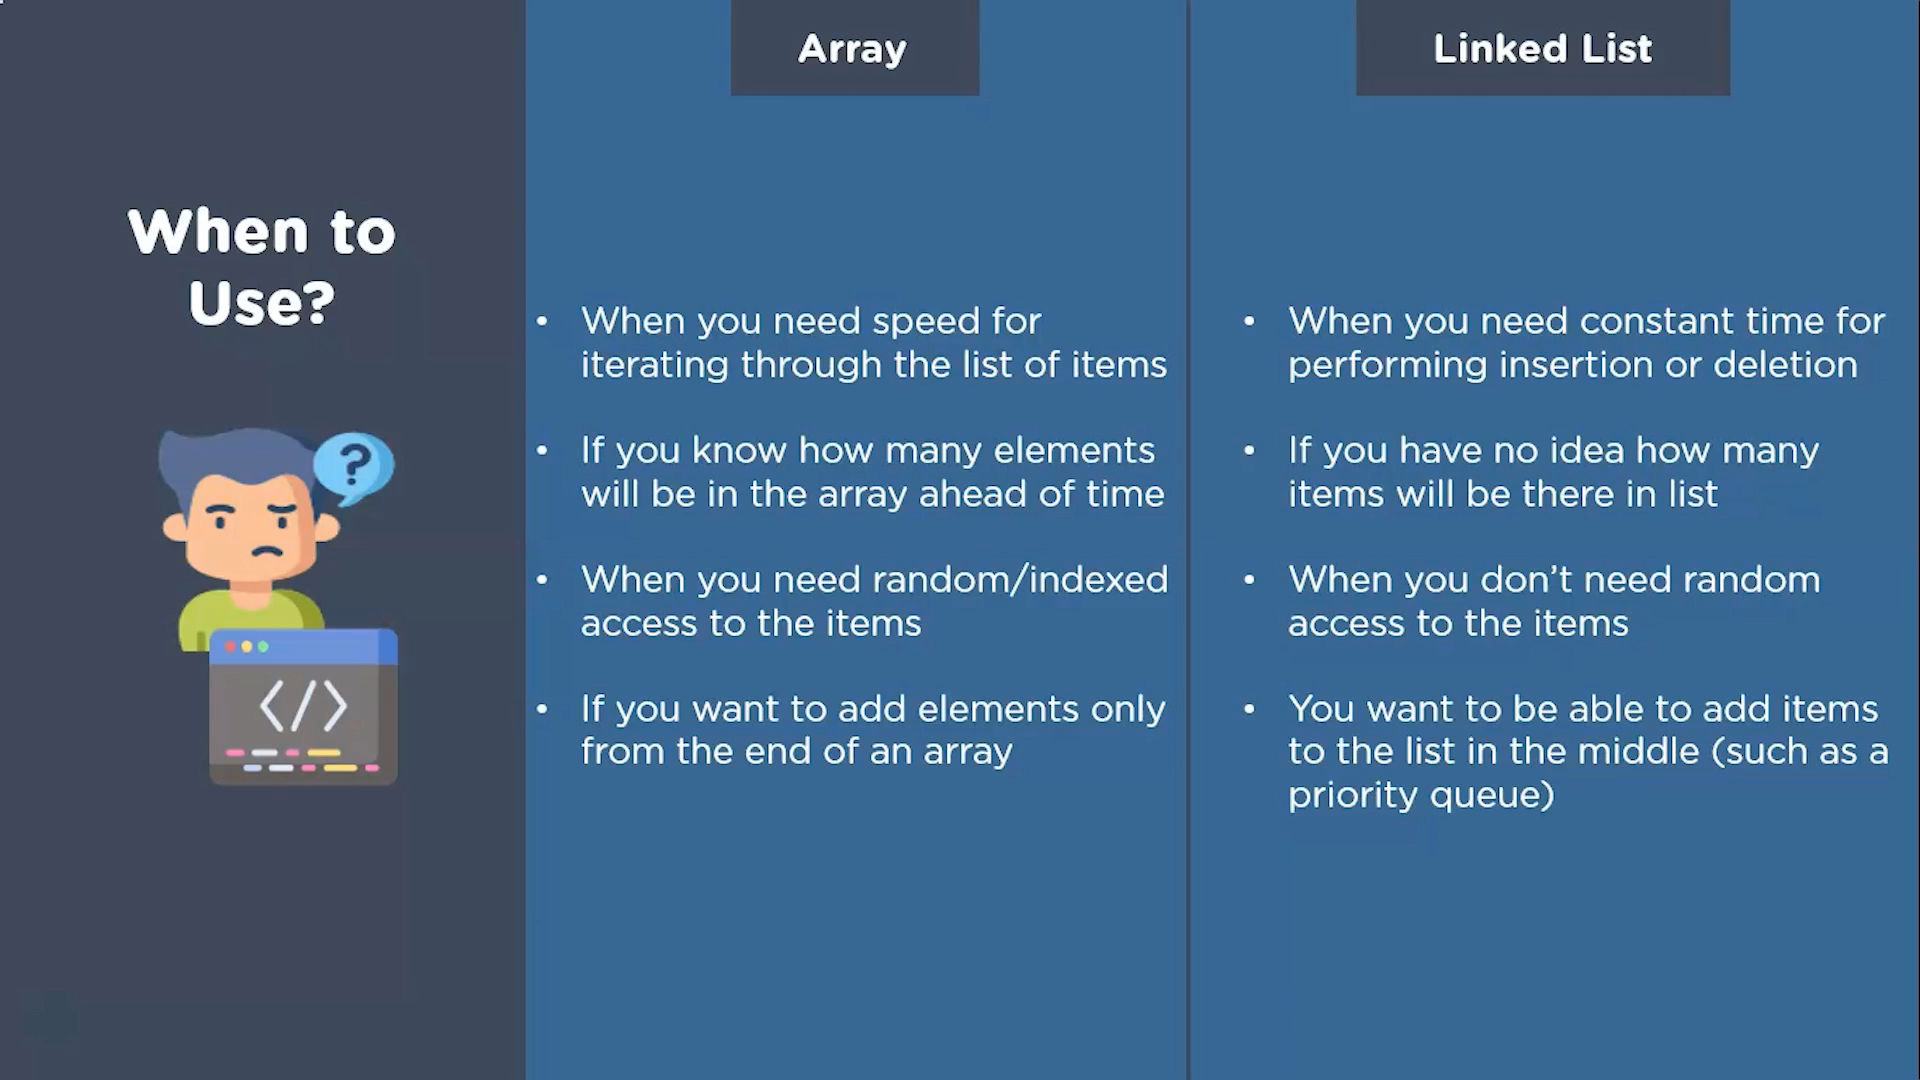 When to
Use?
Array
• When you need speed for
iterating through the list of items
• If you know how many elements
will be in the array ahead of time
• When you need random/indexed
access to the items
• If you want to add elements only
from the end of an array
Linked List
• When you need constant time for
performing insertion or deletion
• If you have no idea how many
items will be there in list
• When you don’t need random
access to the items
• You want to be able to add items
to the list in the middle (such as a
priority queue)
?
</>